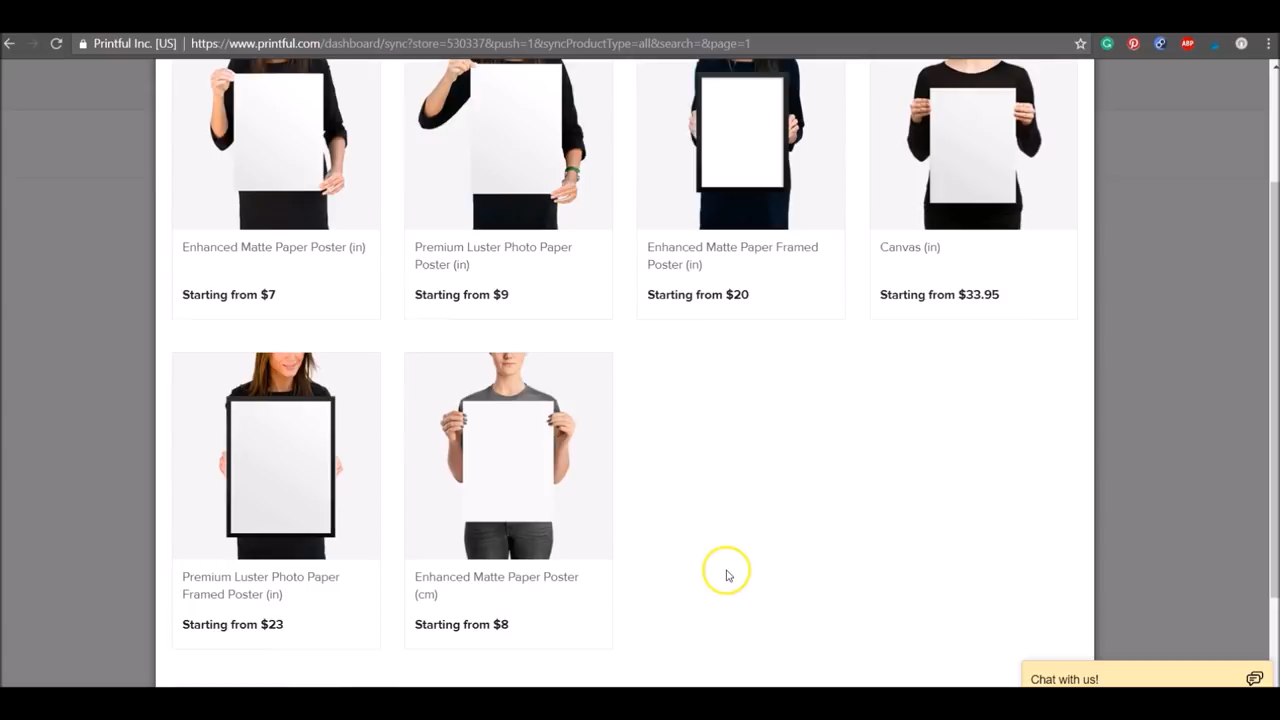 Printful Inc. [US]
https://www.printful.com/dashboard/sync?store=530337&push=1&syncProductType=all&search=&page=1
ABP
Enhanced Matte Paper Poster (in)
Starting from $7
Premium Luster Photo Paper
Poster (in)
Starting from $9
Enhanced Matte Paper Framed
Poster (in)
Starting from $20
Canvas (in)
Starting from $33.95
Premium Luster Photo Paper
Framed Poster (in)
Starting from $23
Enhanced Matte Paper Poster
(cm)
Starting from $8
Chat with us!